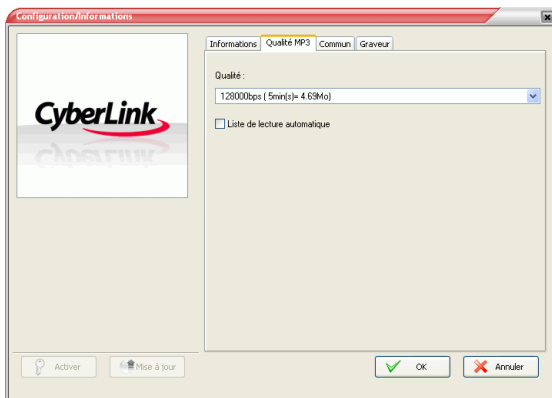 Configuration/Informations
Informations
Qualité MP3
Commun
Graveur
Qualité :
128000bps ( 5min(s)= 4.69Mo)
Liste de lecture automatique
CyberLink
Activer
Mise à jour
OK
Annuler